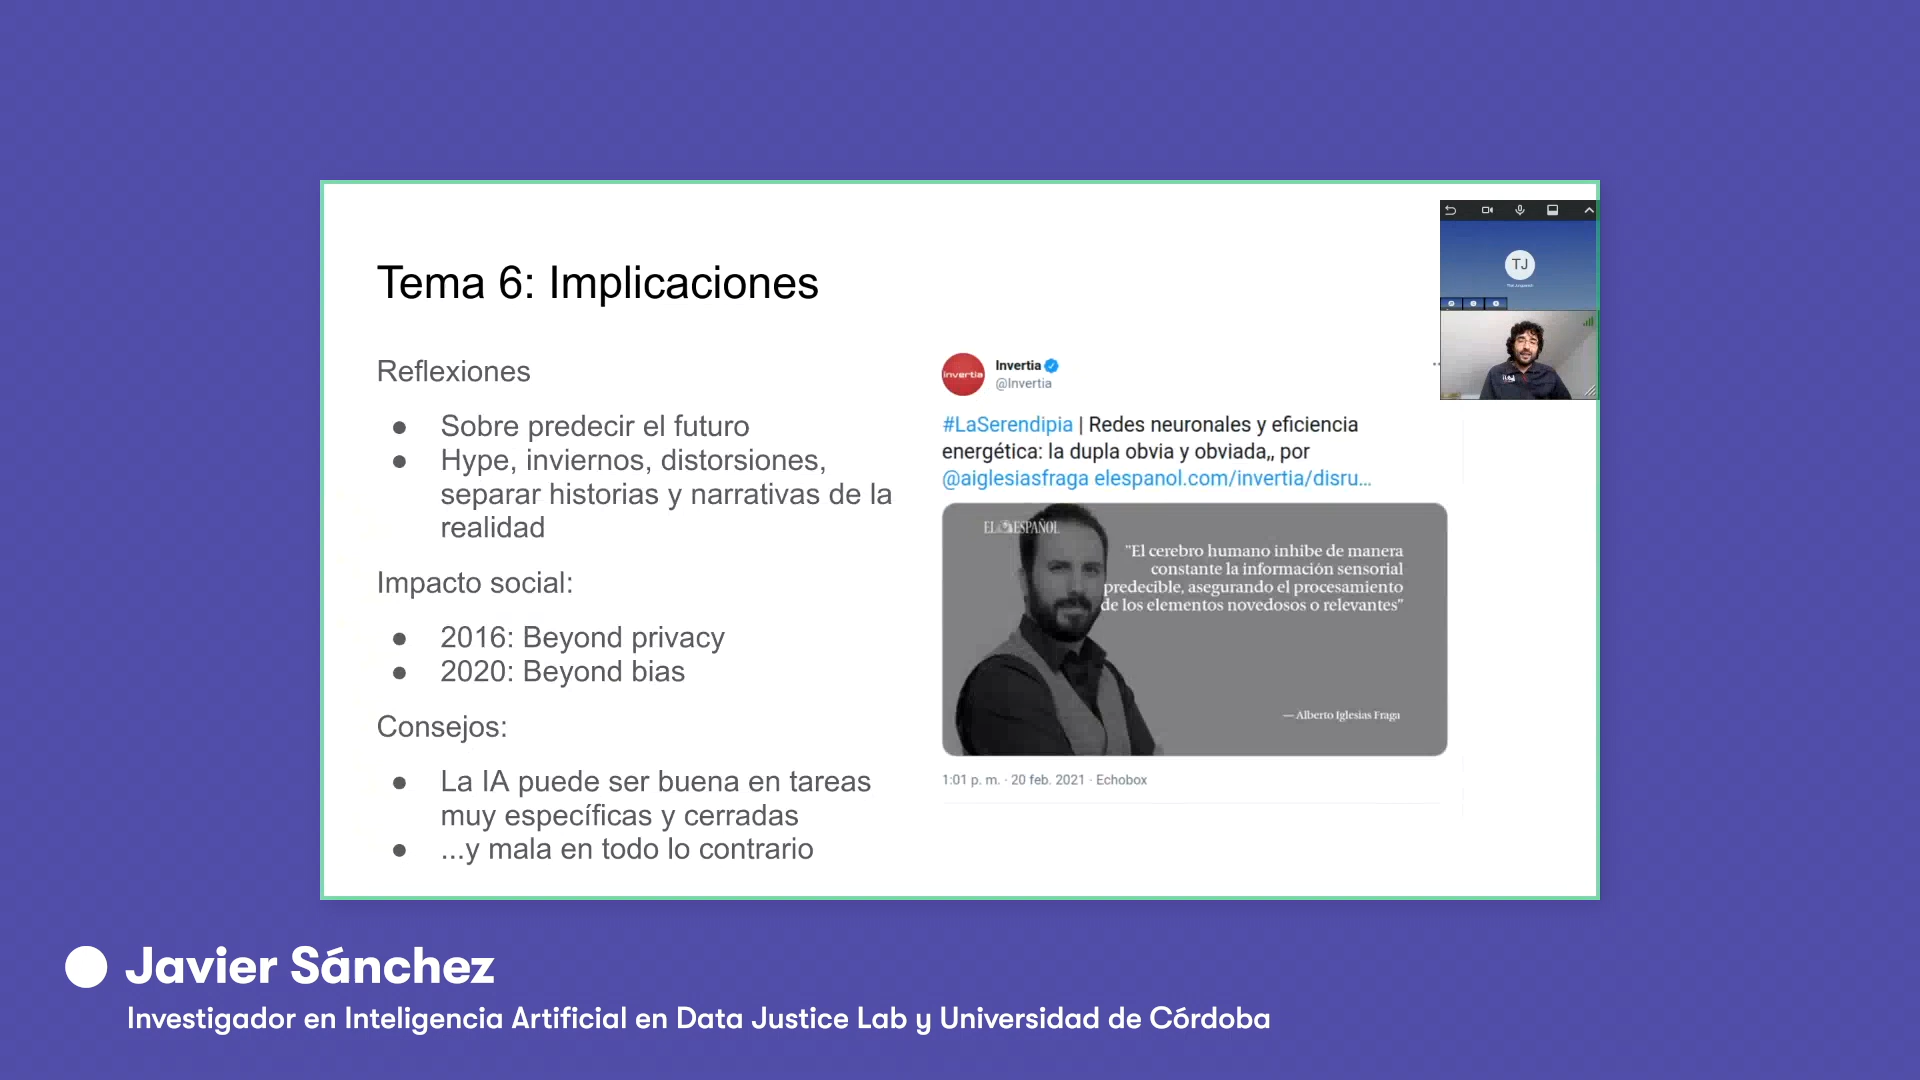 Tema 6: Implicaciones
Reflexiones
● Sobre predecir el futuro
● Hype, inviernos, distorsiones,
separar historias y narrativas de la
realidad
Impacto social:
● 2016: Beyond privacy
● 2020: Beyond bias
Consejos:
● La IA puede ser buena en tareas
muy específicas y cerradas
● ...y mala en todo lo contrario
invertia
Invertia
@Invertia
#LaSerendipia | Redes neuronales y eficiencia
energética: la dupla obvia y obviada,, por
@aiglesiasfraga elespanol.com/invertia/disru...
EL ESPAÑOL
"El cerebro humano inhibe de manera
constante la información sensorial
predecible, asegurando el procesamiento
de los elementos novedosos o relevantes"
— Alberto Iglesias Fraga
1:01 p. m. · 20 feb. 2021 · Echobox
TJ
Javier Sánchez
Investigador en Inteligencia Artificial en Data Justice Lab y Universidad de Córdoba